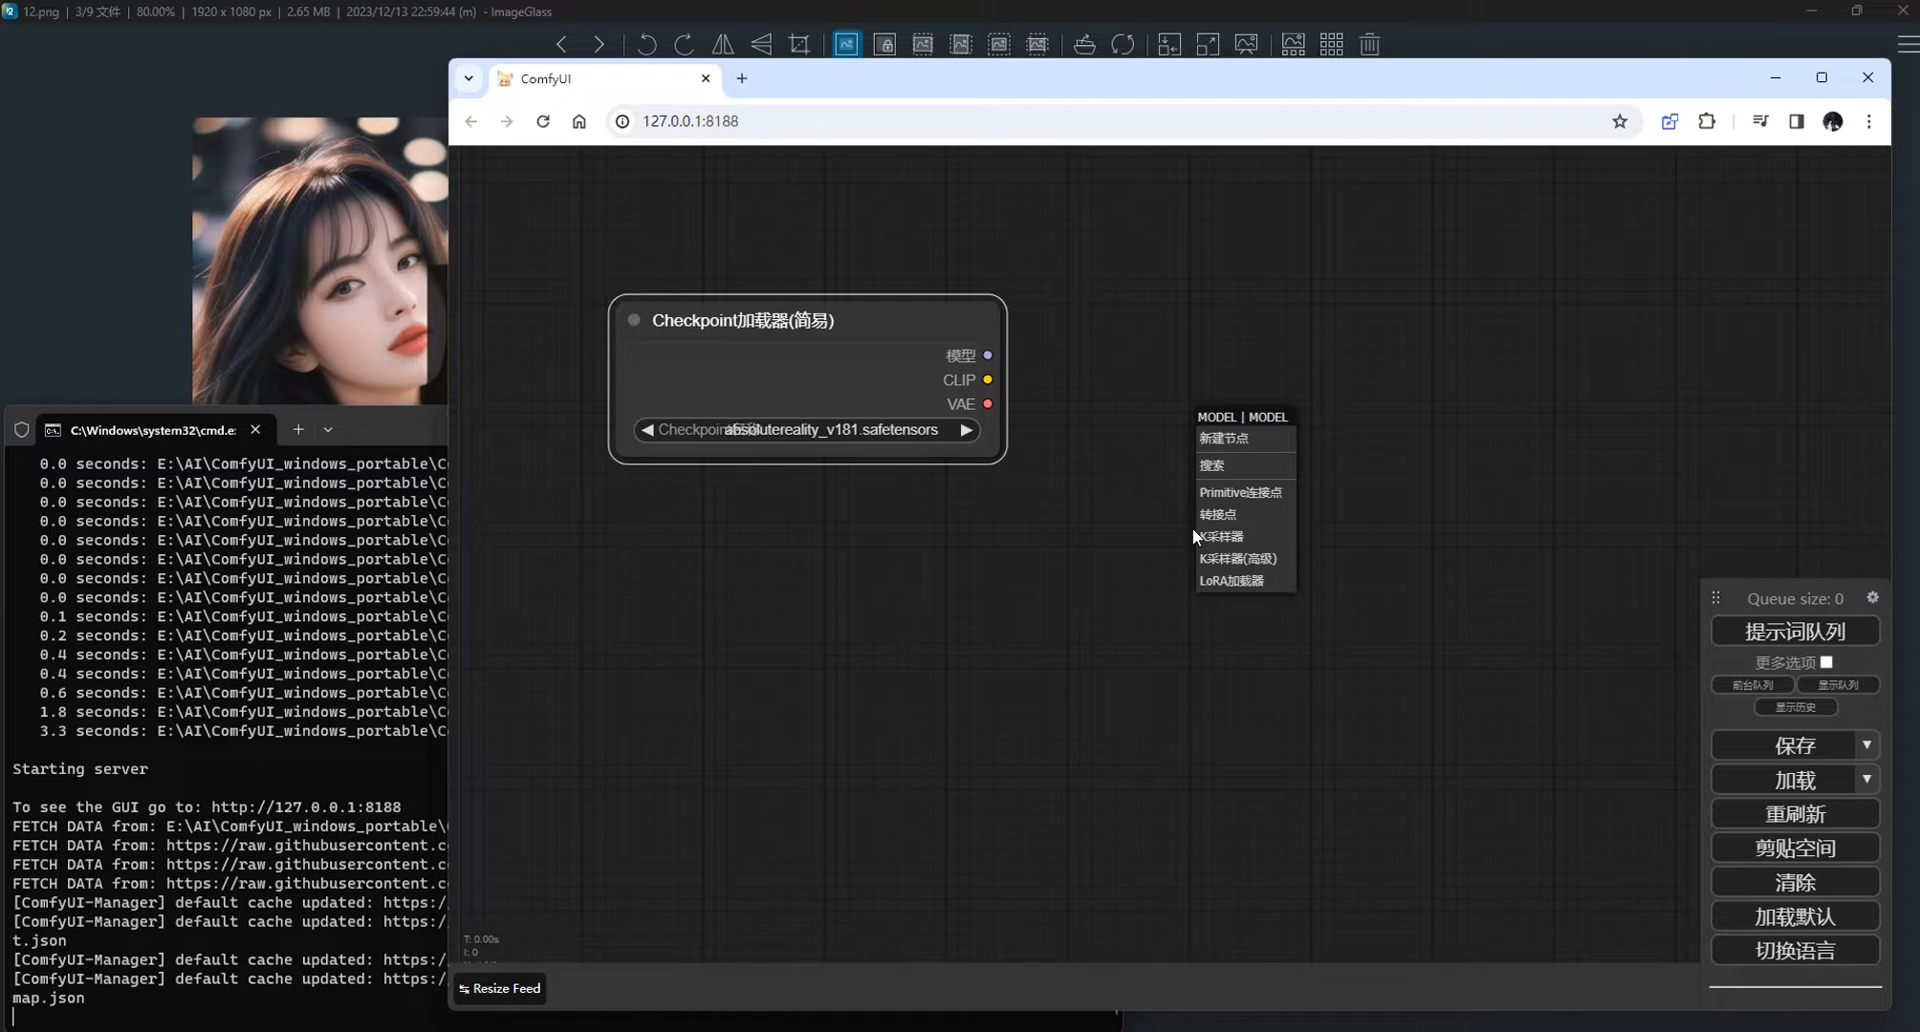 12.png | 3/9 文件 | 80.00% | 1920 x 1080 px | 2.65 MB | 2023/12/13 22:59:44 (m) - ImageGlass
ComfyUI
127.0.0.1:8188
Checkpoint加载器(简易)
模型
CLIP
VAE
absolutereality_v181.safetensors
MODEL | MODEL
新建节点
搜索
Primitive连接点
转接点
K采样器
K采样器(高级)
LoRA加载器
Queue size: 0
提示词队列
更多选项
前台队列
显示队列
显示历史
保存
加载
重刷新
剪贴空间
清除
加载默认
切换语言
T: 0.00s
I: 0
Resize Feed
C:\Windows\system32\cmd.e:
0.0 seconds: E:\AI\ComfyUI_windows_portable\C
0.0 seconds: E:\AI\ComfyUI_windows_portable\C
0.0 seconds: E:\AI\ComfyUI_windows_portable\C
0.0 seconds: E:\AI\ComfyUI_windows_portable\C
0.0 seconds: E:\AI\ComfyUI_windows_portable\C
0.0 seconds: E:\AI\ComfyUI_windows_portable\C
0.0 seconds: E:\AI\ComfyUI_windows_portable\C
0.0 seconds: E:\AI\ComfyUI_windows_portable\C
0.1 seconds: E:\AI\ComfyUI_windows_portable\C
0.2 seconds: E:\AI\ComfyUI_windows_portable\C
0.4 seconds: E:\AI\ComfyUI_windows_portable\C
0.4 seconds: E:\AI\ComfyUI_windows_portable\C
0.6 seconds: E:\AI\ComfyUI_windows_portable\C
1.8 seconds: E:\AI\ComfyUI_windows_portable\C
3.3 seconds: E:\AI\ComfyUI_windows_portable\C
Starting server
To see the GUI go to: http://127.0.0.1:8188
FETCH DATA from: E:\AI\ComfyUI_windows_portable\
FETCH DATA from: https://raw.githubusercontent.c
FETCH DATA from: https://raw.githubusercontent.c
FETCH DATA from: https://raw.githubusercontent.c
[ComfyUI-Manager] default cache updated: https:/
[ComfyUI-Manager] default cache updated: https:/
t.json
[ComfyUI-Manager] default cache updated: https:/
[ComfyUI-Manager] default cache updated: https:/
map.json